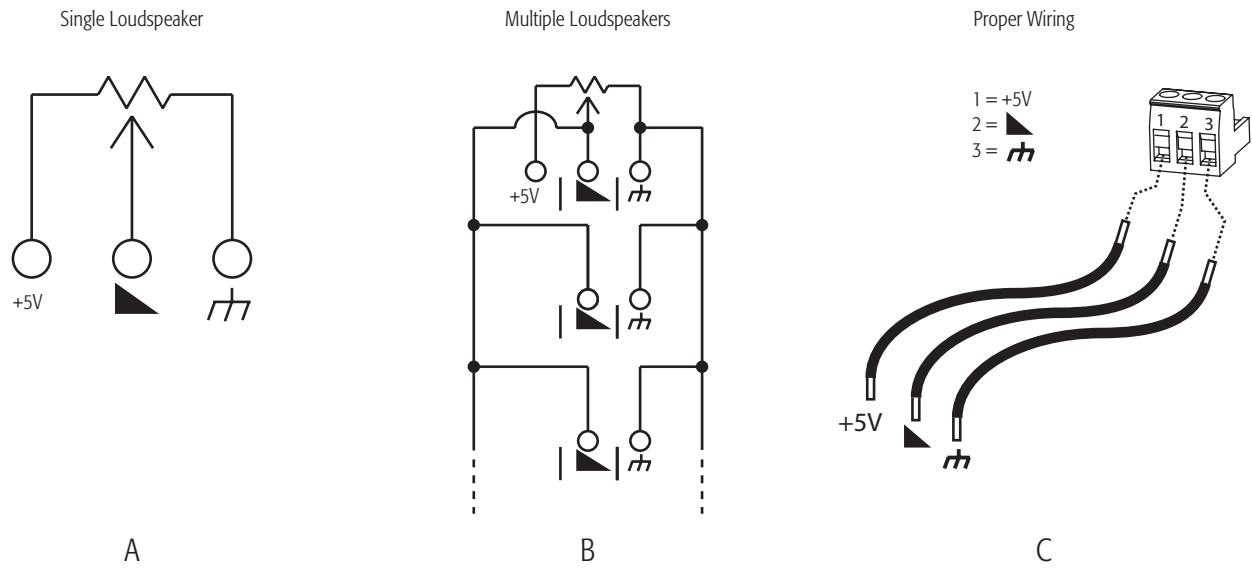 Single Loudspeaker
+5V
A
Multiple Loudspeakers
+5V
B
Proper Wiring
1 = +5V
2 =
3 =
1 2 3
+5V
C